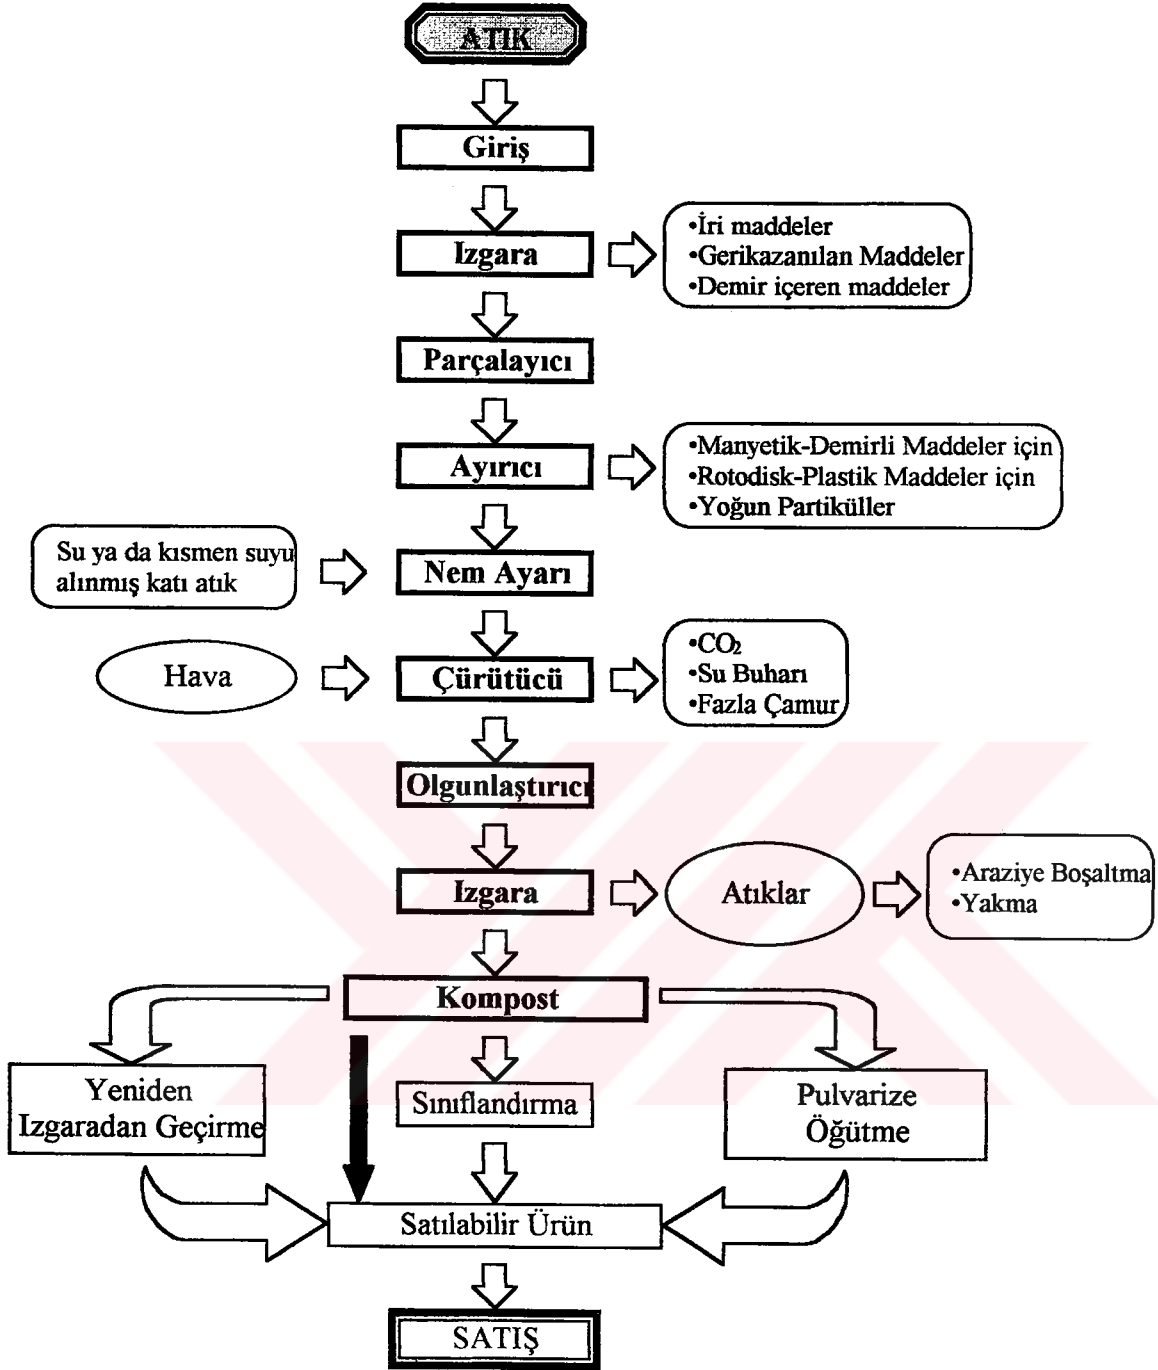 ATIK
Giriş
Izgara
•İri maddeler
•Gerikazanılan Maddeler
•Demir içeren maddeler
Parçalayıcı
Ayırıcı
•Manyetik-Demirli Maddeler için
•Rotodisk-Plastik Maddeler için
•Yoğun Partiküller
Su ya da kısmen suyu
alınmış katı atık
Nem Ayarı
Hava
Çürütücü
•CO₂
•Su Buharı
•Fazla Çamur
Olgunlaştırıcı
Izgara
Atıklar
•Araziye Boşaltma
•Yakma
Kompost
Yeniden
Izgaradan Geçirme
Sınıflandırma
Pulvarize
Öğütme
Satılabilir Ürün
SATIŞ